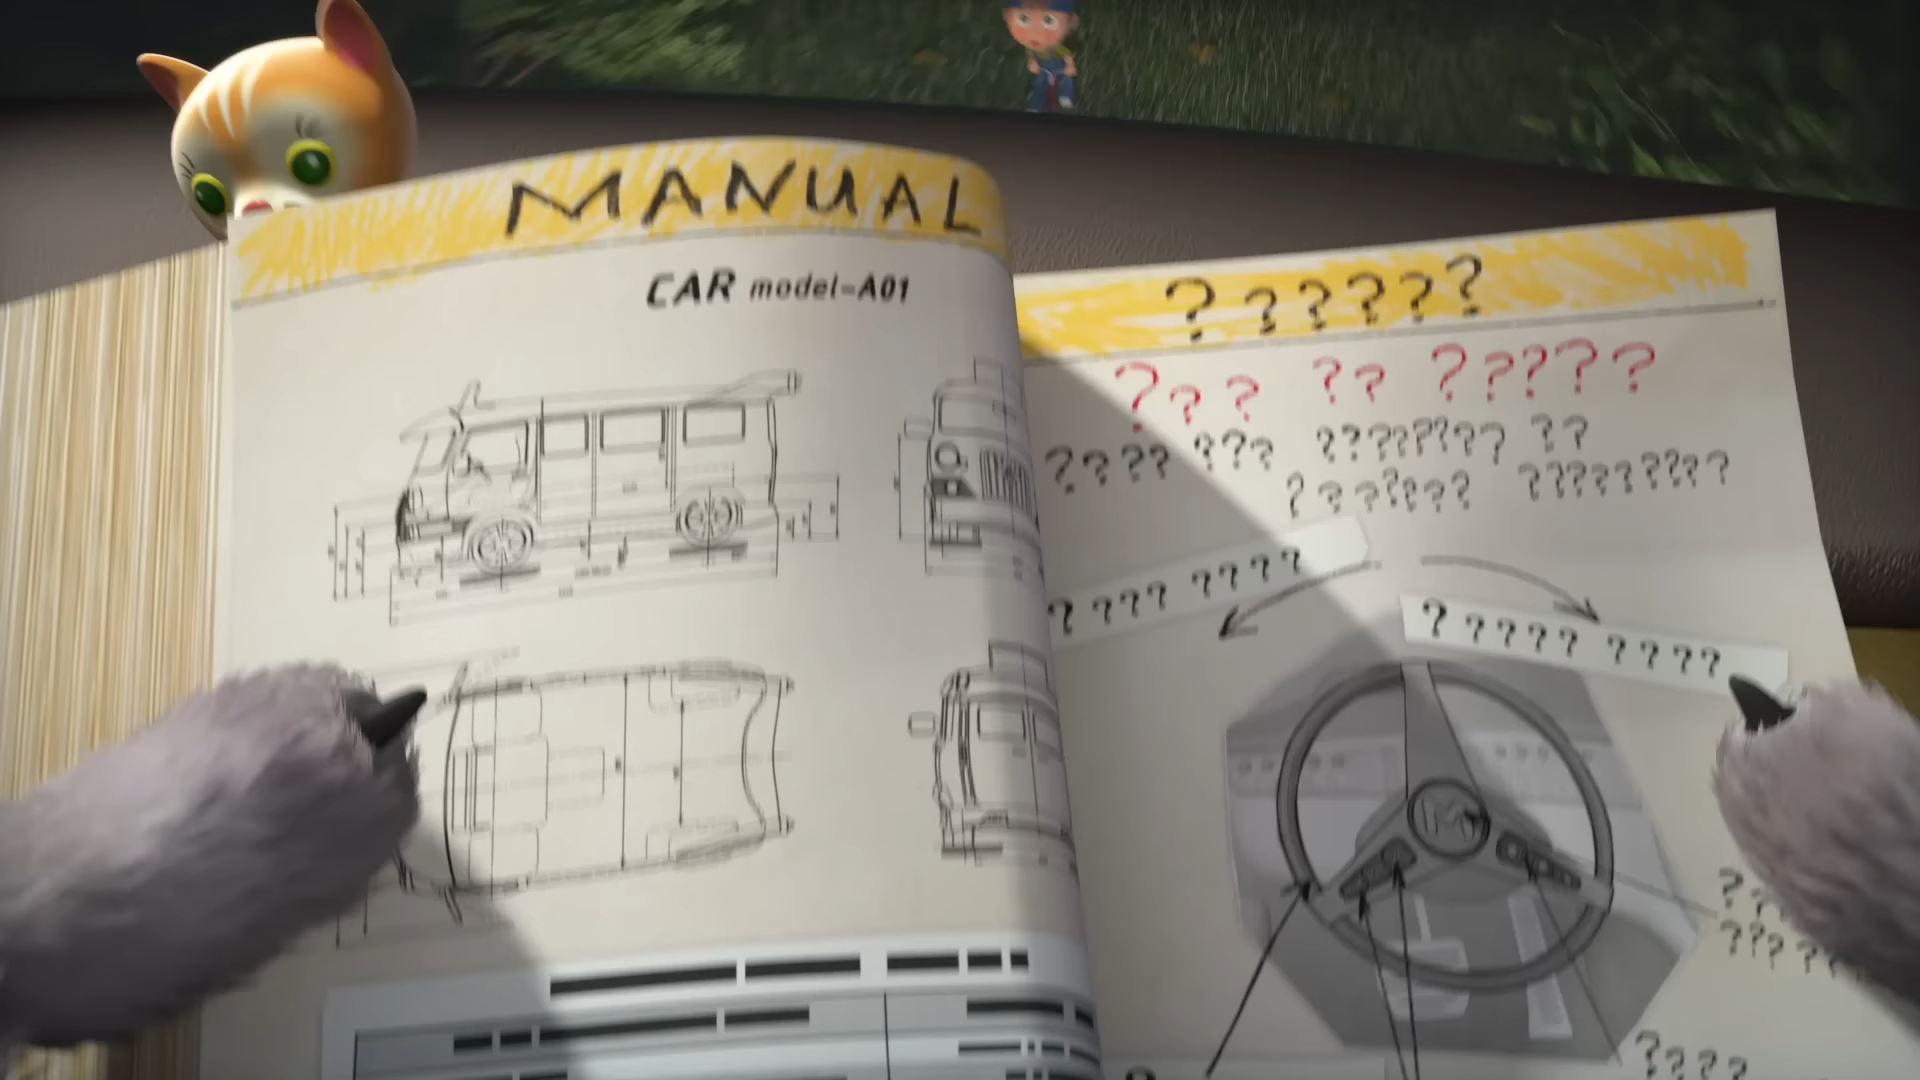 MANUAL
CAR model-A01
? ? ? ? ? ?
? ? ? ? ? ? ? ? ? ?
? ? ? ? ? ? ? ? ? ? ? ? ? ? ? ? ?
? ? ? ? ? ? ? ? ? ? ? ? ? ? ? ?
? ? ? ? ? ? ? ?
? ? ? ? ? ? ? ? ?
M
? ? ? ?